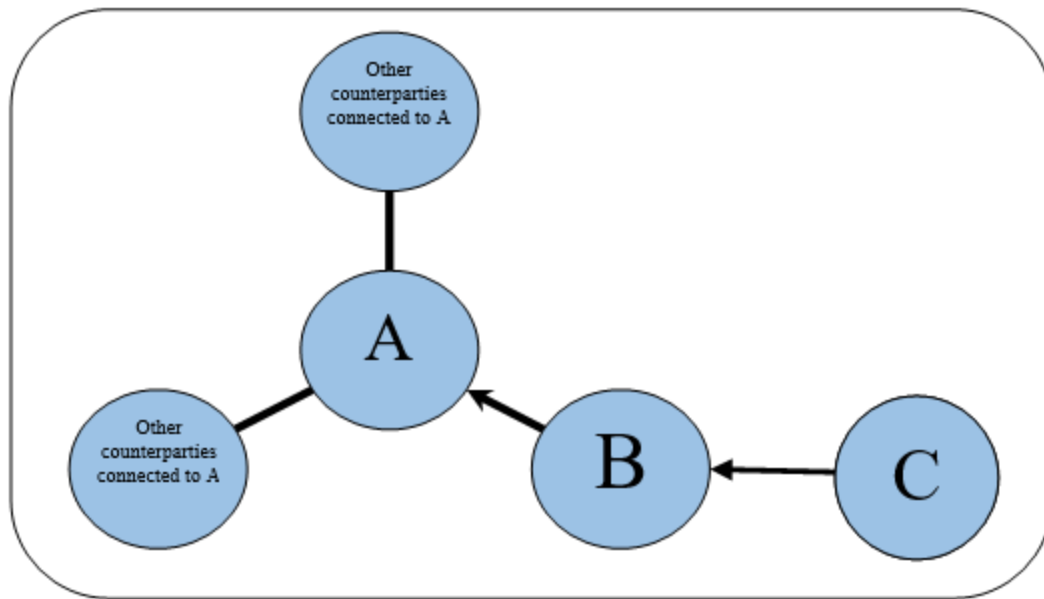 Other
counterparties
connected to A
A
Other
counterparties
connected to A
B
C